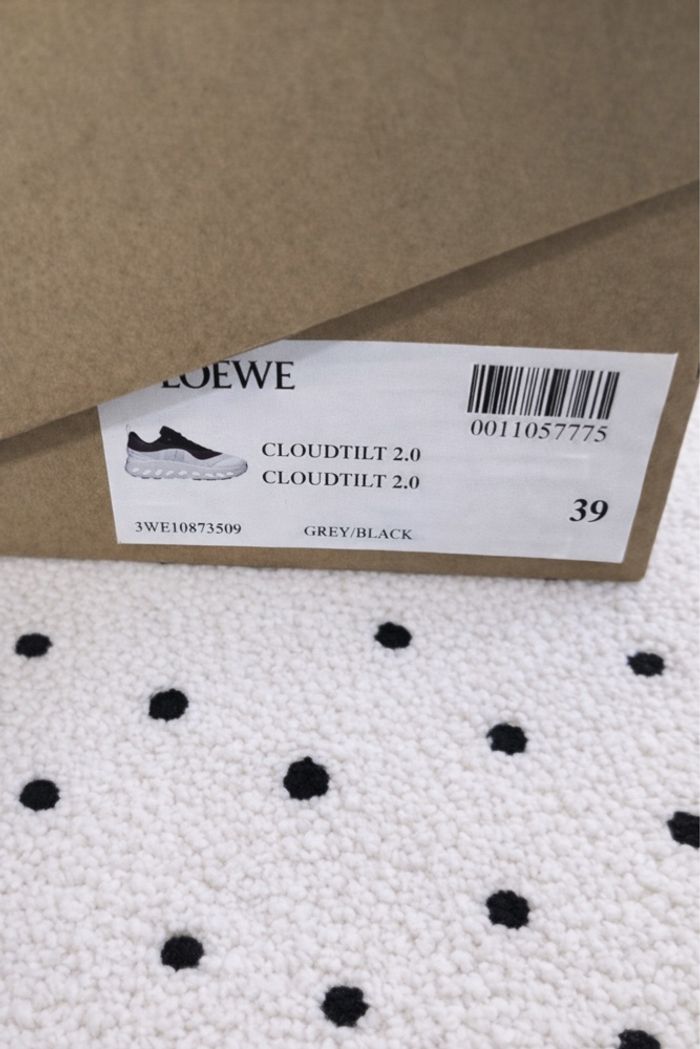 LOEWE
0011057775
CLOUDTILT 2.0
CLOUDTILT 2.0
39
3WE10873509 GREY/BLACK